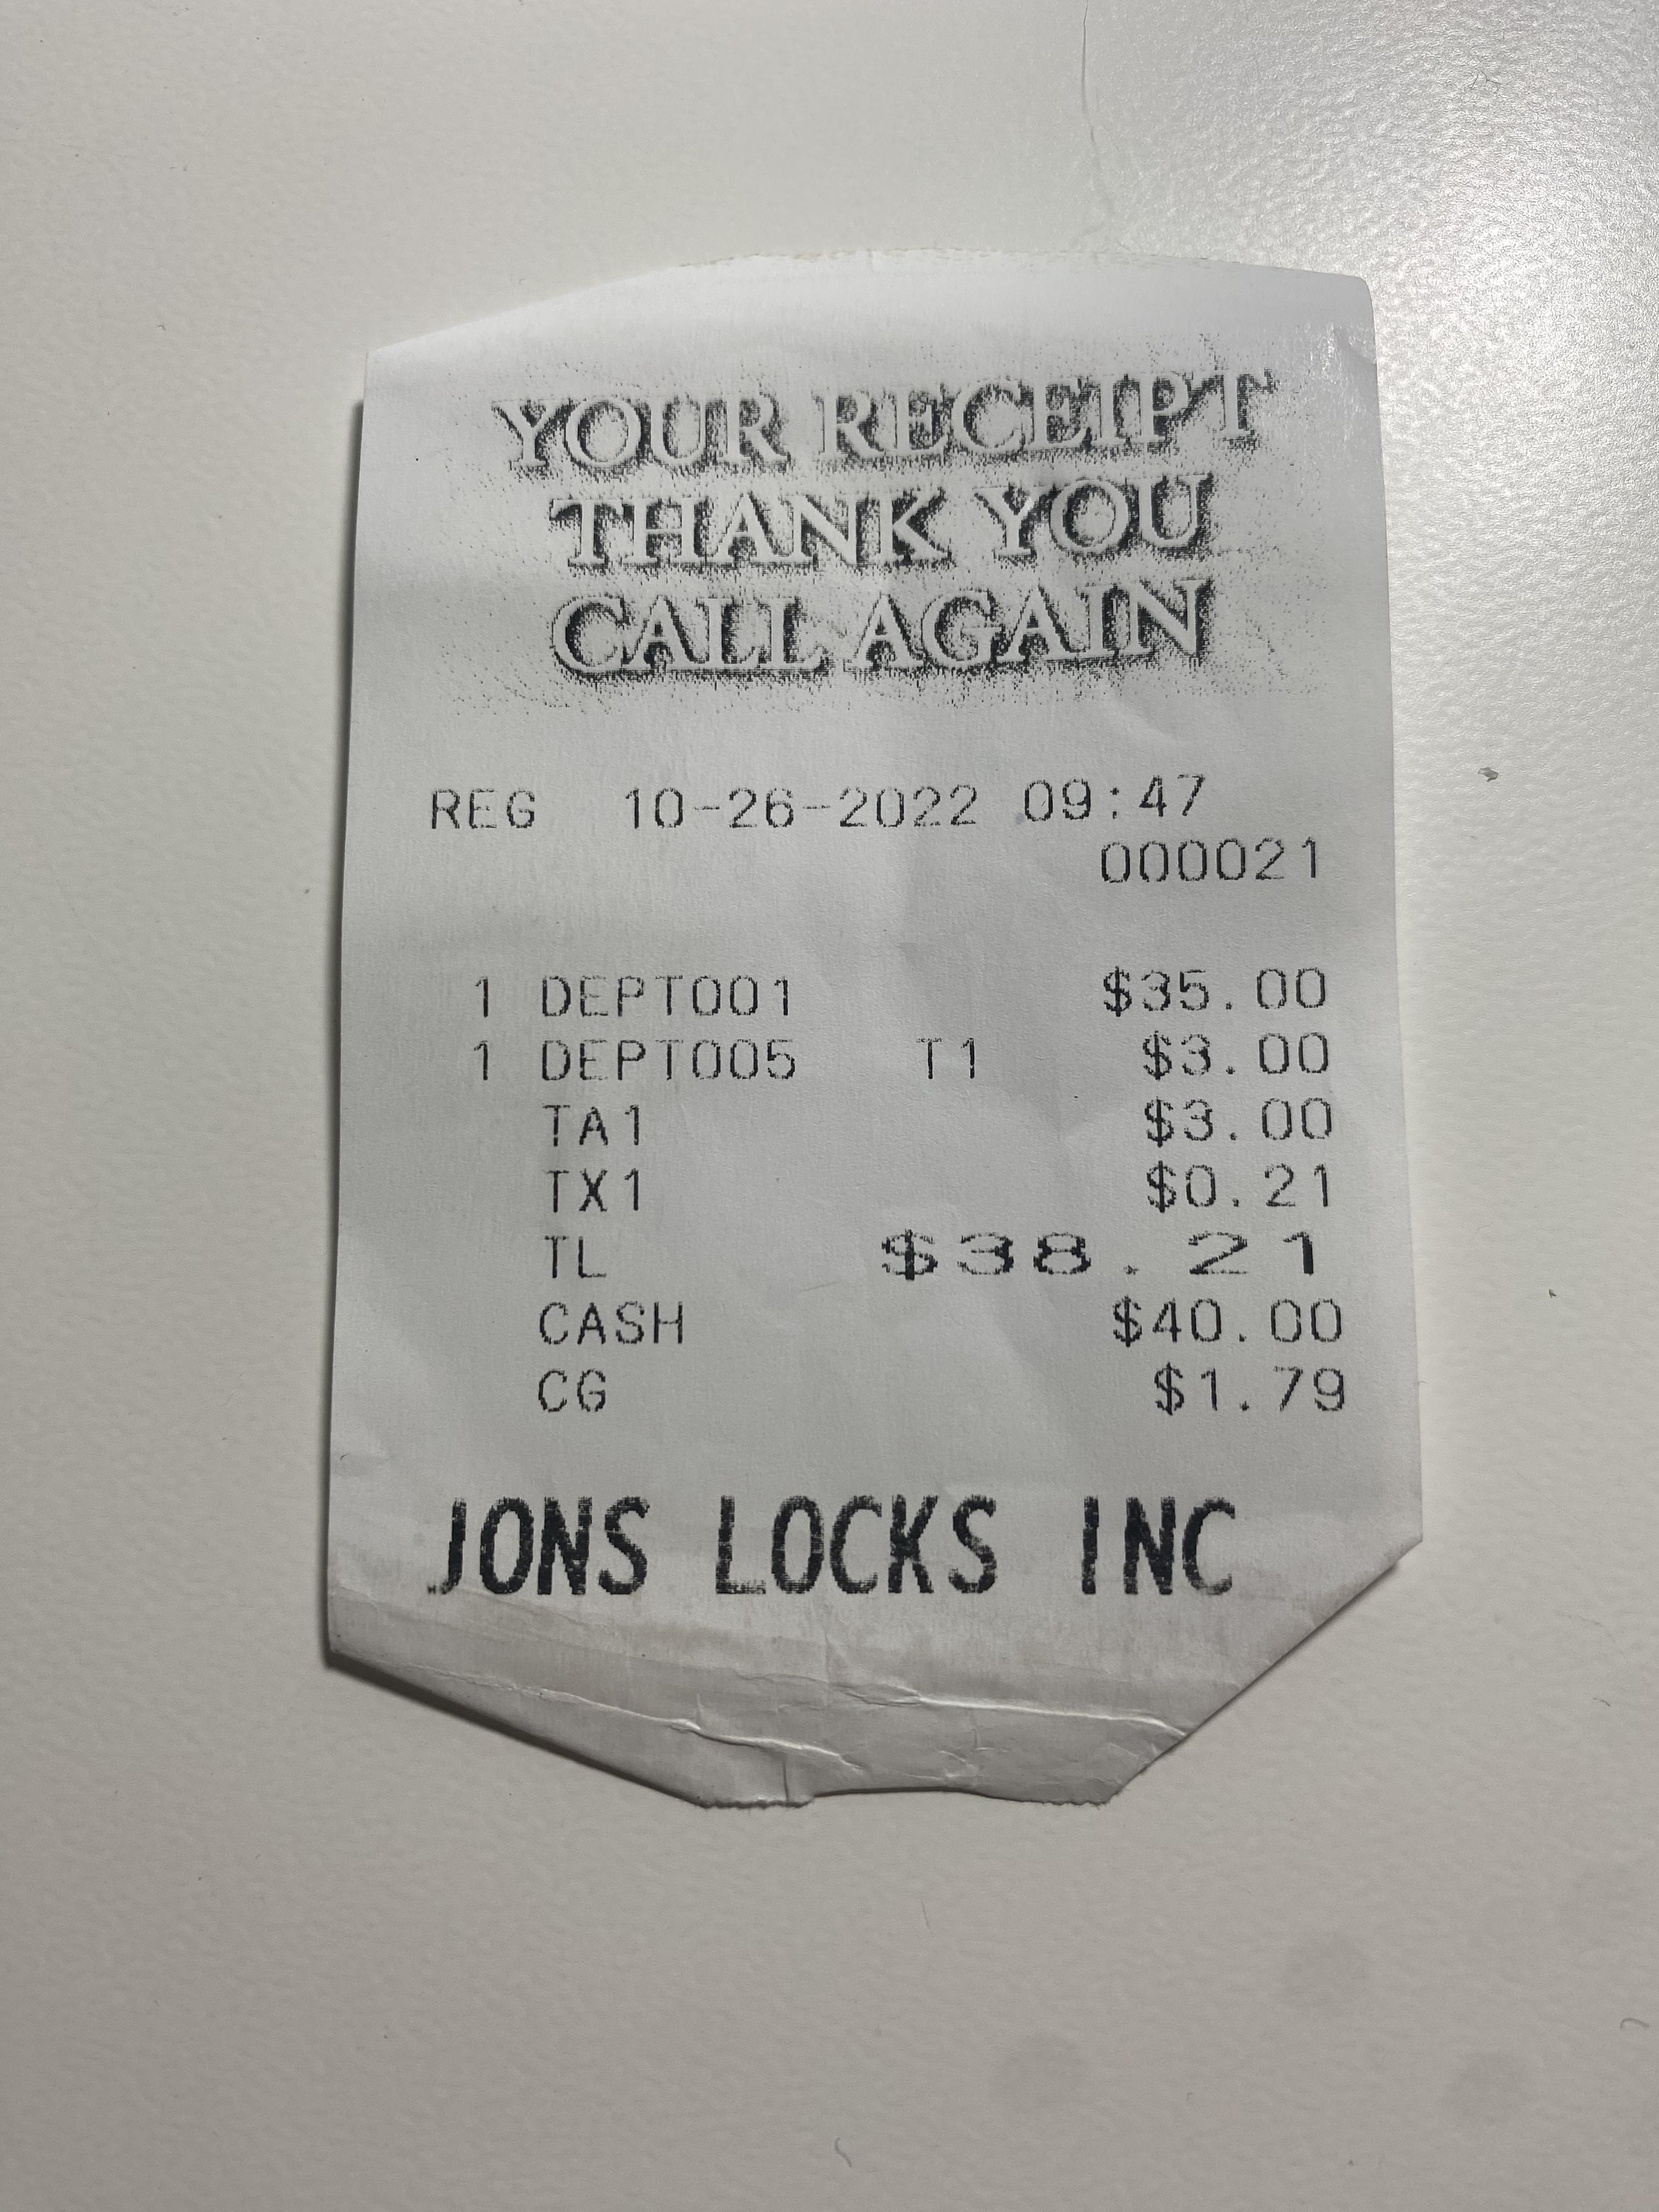 YOUR RECEIPT
THANK YOU
CALL AGAIN
REG 10-26-2022 09:47
000021
1 DEPT001 $35.00
1 DEPT005 T1 $3.00
TA1 $3.00
TX1 $0.21
TL $38.21
CASH $40.00
CG $1.79
JONS LOCKS INC